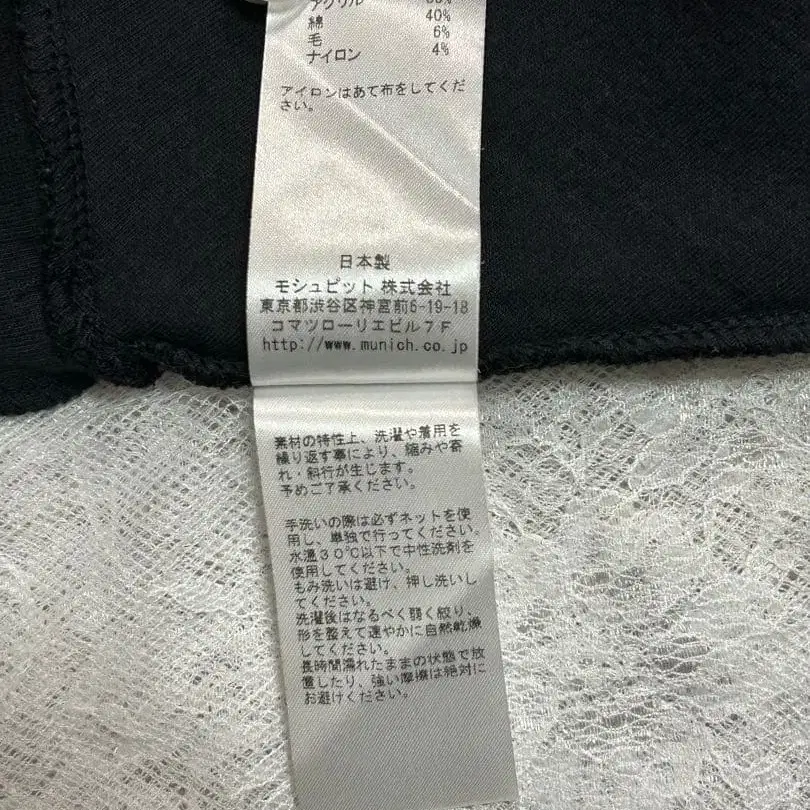 アクリル
綿 40%
毛 6%
ナイロン 4%
アイロンはあて布をしてくだ
さい。
日本製
モシュピット 株式会社
東京都渋谷区神宮前6-19-18
コマツローリエビル7F
http://www.munich.co.jp
素材の特性上、洗濯や着用を
繰り返す事により、縮みや寄
れ・斜行が生じます。
予めご了承ください。
手洗いの際は必ずネットを使
用し、単独で行ってください。
水温30℃以下で中性洗剤を
使用してください。
もみ洗いは避け、押し洗いし
てください。
洗濯後はなるべく弱く絞り、
形を整えて速やかに自然乾燥
してください。
長時間濡れたままの状態で放
置したり、強い摩擦は絶対に
お避けください。